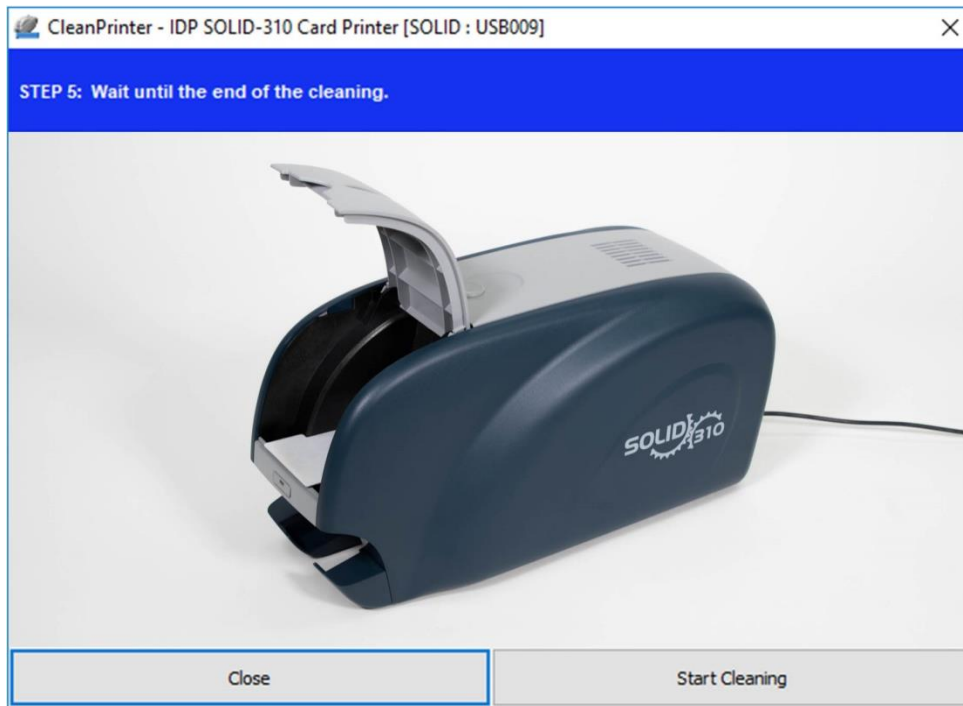 CleanPrinter - IDP SOLID-310 Card Printer [SOLID : USB009]
STEP 5:  Wait until the end of the cleaning.
SOLID 310
Close
Start Cleaning